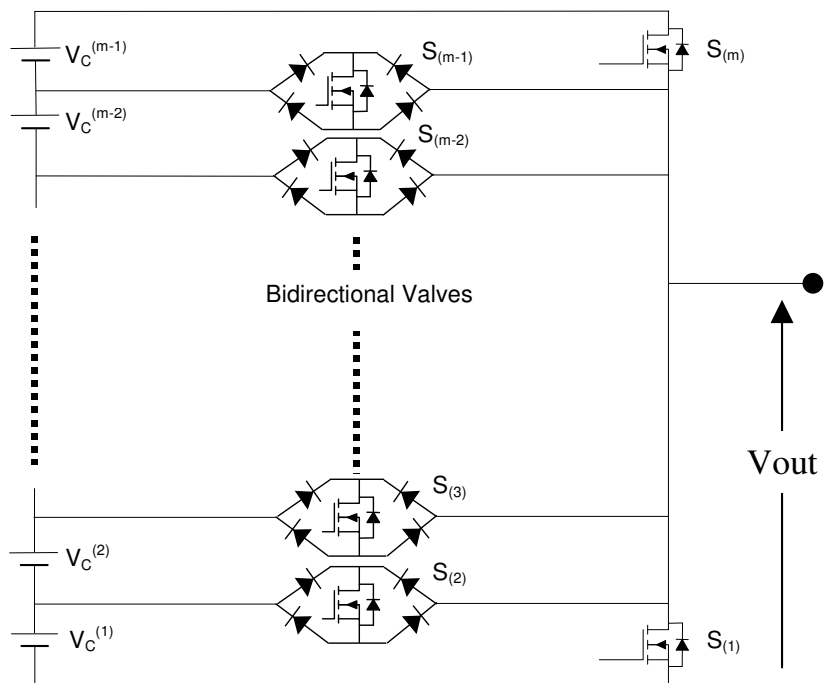 V_C^(m-1)
S_(m-1)
S_(m)
V_C^(m-2)
S_(m-2)
Bidirectional Valves
Vout
S_(3)
V_C^(2)
S_(2)
V_C^(1)
S_(1)